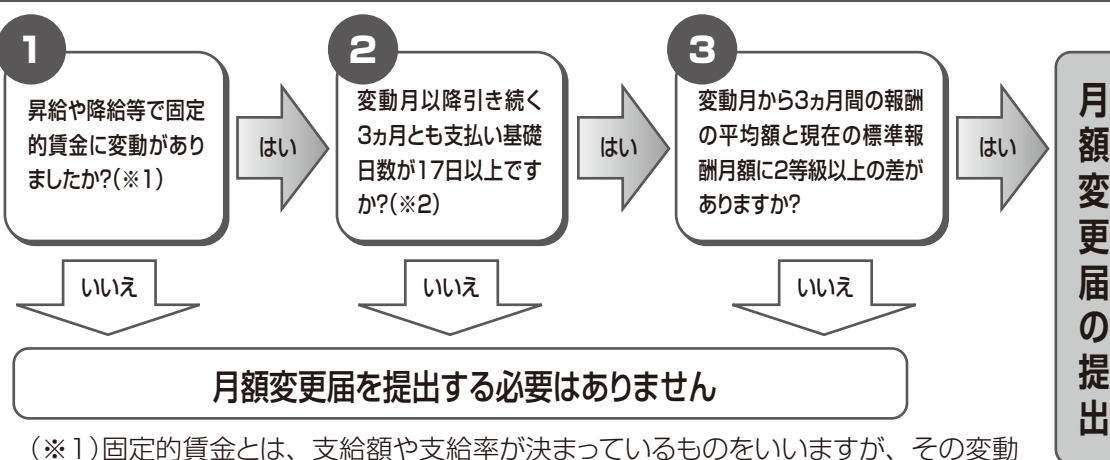 1
昇給や降給等で固定
的賃金に変動があり
ましたか?(※1)
はい
2
変動月以降引き続く
3ヵ月とも支払い基礎
日数が17日以上です
か?(※2)
はい
3
変動月から3ヵ月間の報酬
の平均額と現在の標準報
酬月額に2等級以上の差が
ありますか?
はい
月額変更届の提出
いいえ
いいえ
いいえ
月額変更届を提出する必要はありません
(※1)固定的賃金とは、支給額や支給率が決まっているものをいいますが、その変動